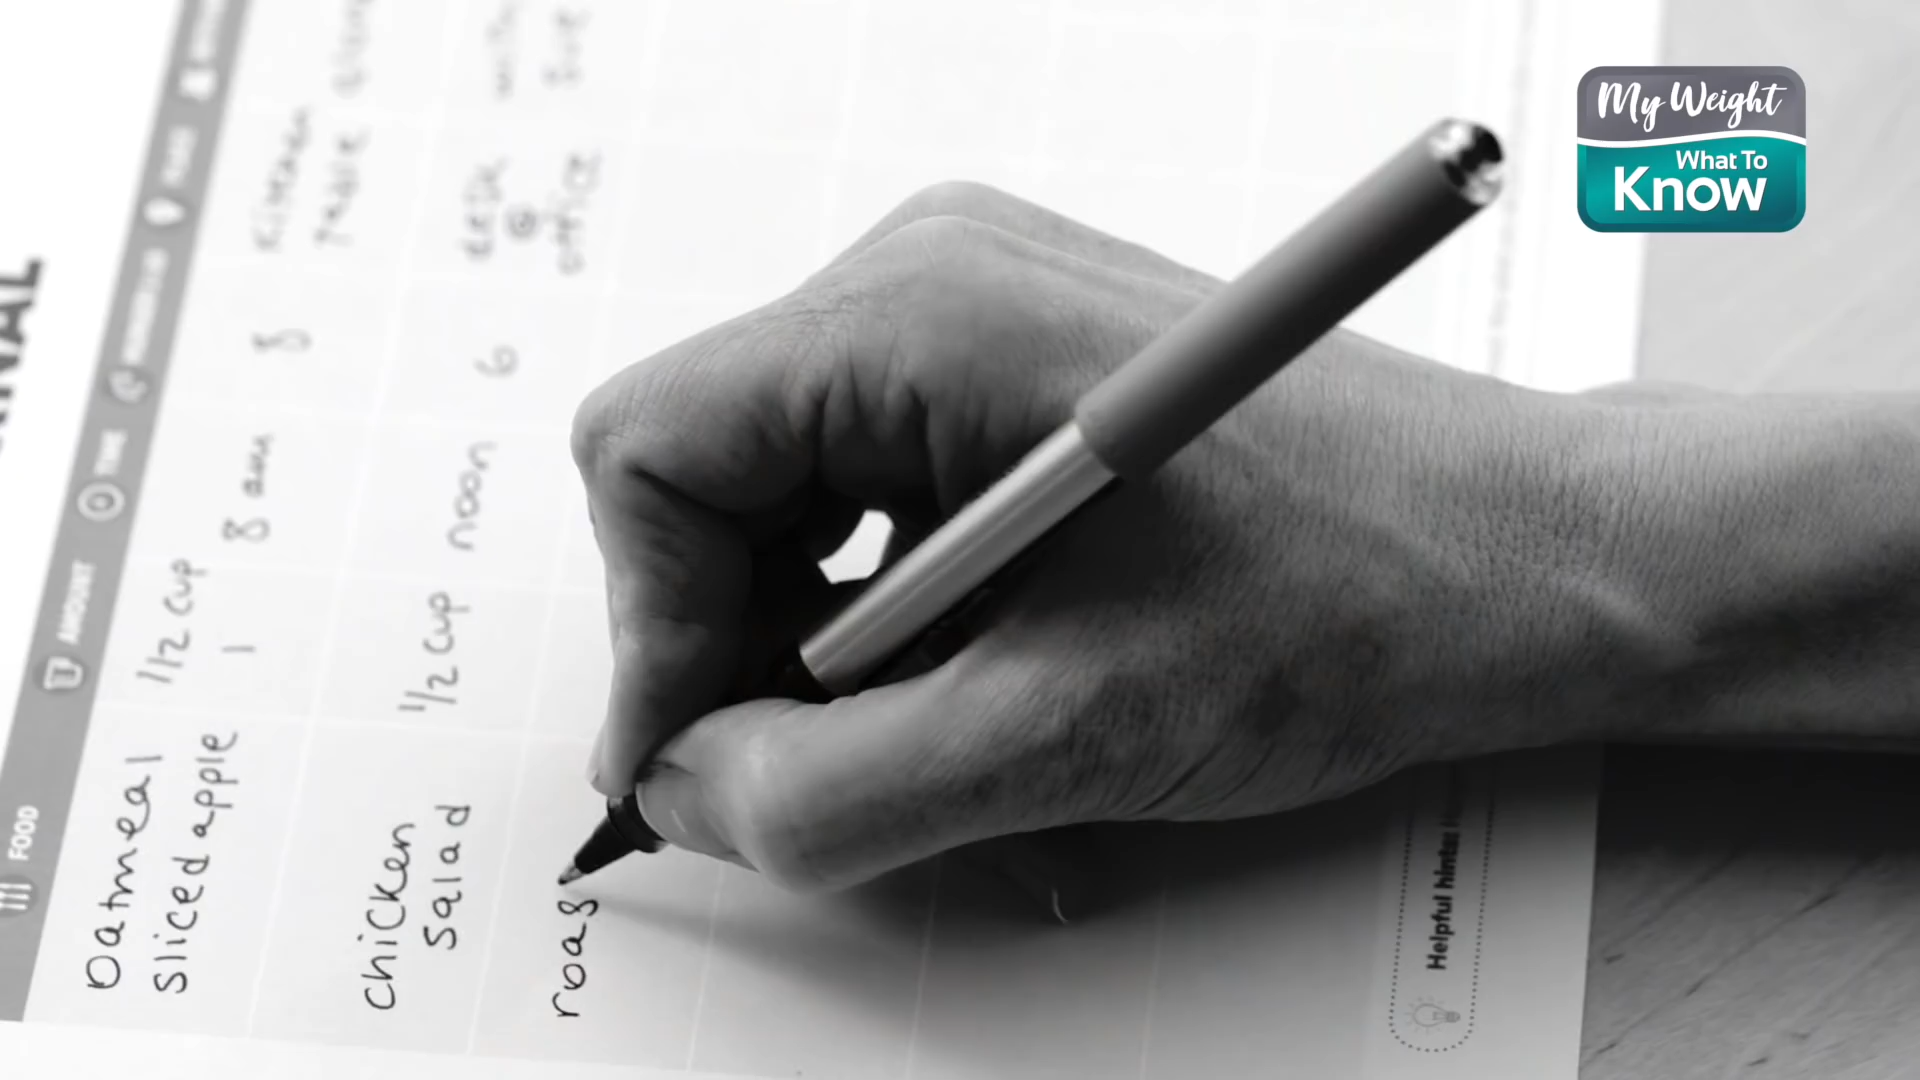 My Weight
What To
Know
FOOD
AMOUNT
TIME
Oatmeal 1/2 cup
sliced apple 1 8 am 8 kitchen
table
chicken 1/2 cup noon 6 desk
salad @
office
roas
Helpful hints: